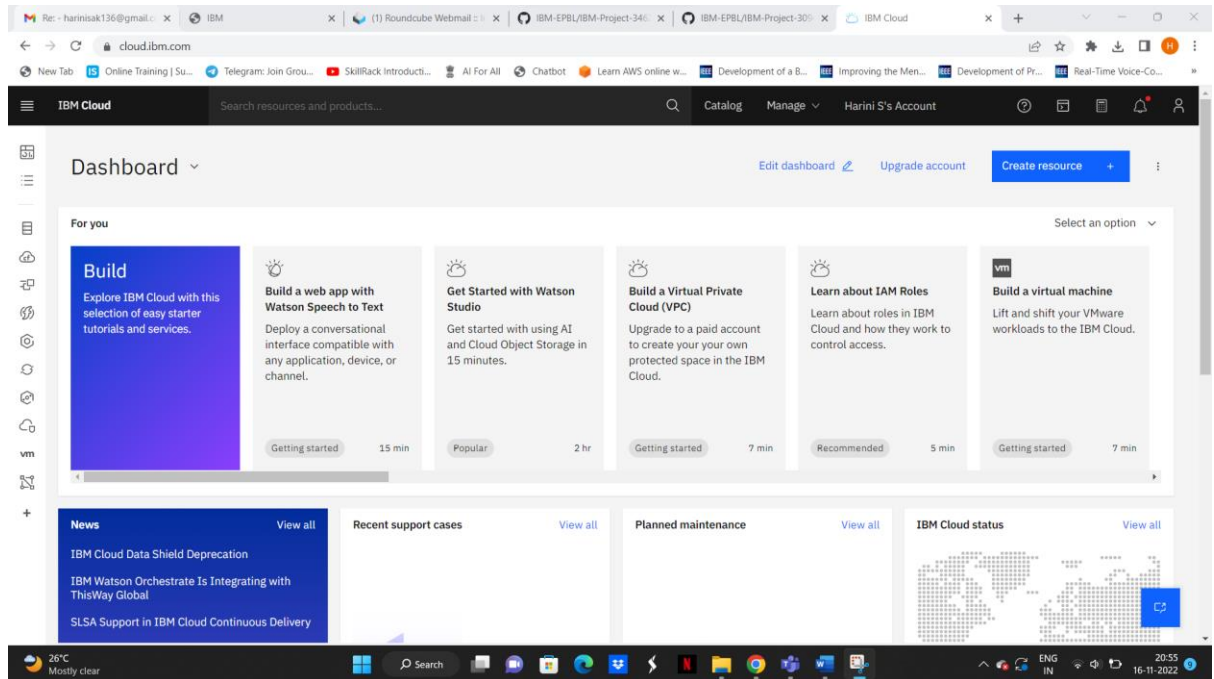 Re: - harinisak136@gmail.c
IBM
(1) Roundcube Webmail ::
IBM-EPBL/IBM-Project-346
IBM-EPBL/IBM-Project-309
IBM Cloud
cloud.ibm.com
H
New Tab
IS Online Training | Su...
Telegram: Join Grou...
SkillRack Introducti...
AI For All
Chatbot
Learn AWS online w...
IEEE Development of a B...
IEEE Improving the Men...
IEEE Development of Pr...
IEEE Real-Time Voice-Co...
»
IBM Cloud
Search resources and products...
Catalog
Manage
Harini S's Account
Dashboard
Edit dashboard
Upgrade account
Create resource +
For you
Select an option
Build
Explore IBM Cloud with this
selection of easy starter
tutorials and services.
Build a web app with
Watson Speech to Text
Deploy a conversational
interface compatible with
any application, device, or
channel.
Getting started 15 min
Get Started with Watson
Studio
Get started with using AI
and Cloud Object Storage in
15 minutes.
Popular 2 hr
Build a Virtual Private
Cloud (VPC)
Upgrade to a paid account
to create your your own
protected space in the IBM
Cloud.
Getting started 7 min
Learn about IAM Roles
Learn about roles in IBM
Cloud and how they work to
control access.
Recommended 5 min
vm
Build a virtual machine
Lift and shift your VMware
workloads to the IBM Cloud.
Getting started 7 min
vm
News View all
IBM Cloud Data Shield Deprecation
IBM Watson Orchestrate Is Integrating with
ThisWay Global
SLSA Support in IBM Cloud Continuous Delivery
Recent support cases View all
Planned maintenance View all
IBM Cloud status View all
26°C
Mostly clear
Search
N
ENG
IN
20:55
16-11-2022
9